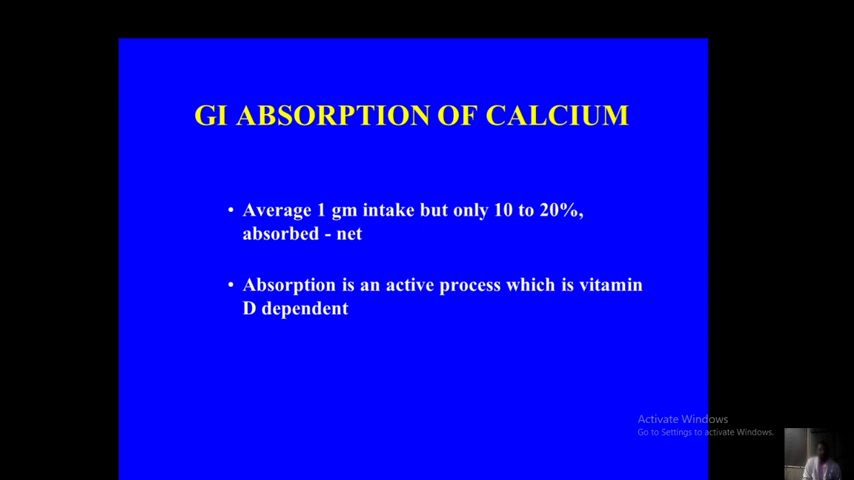 GI ABSORPTION OF CALCIUM
• Average 1 gm intake but only 10 to 20%,
absorbed - net
• Absorption is an active process which is vitamin
D dependent
Activate Windows
Go to Settings to activate Windows.